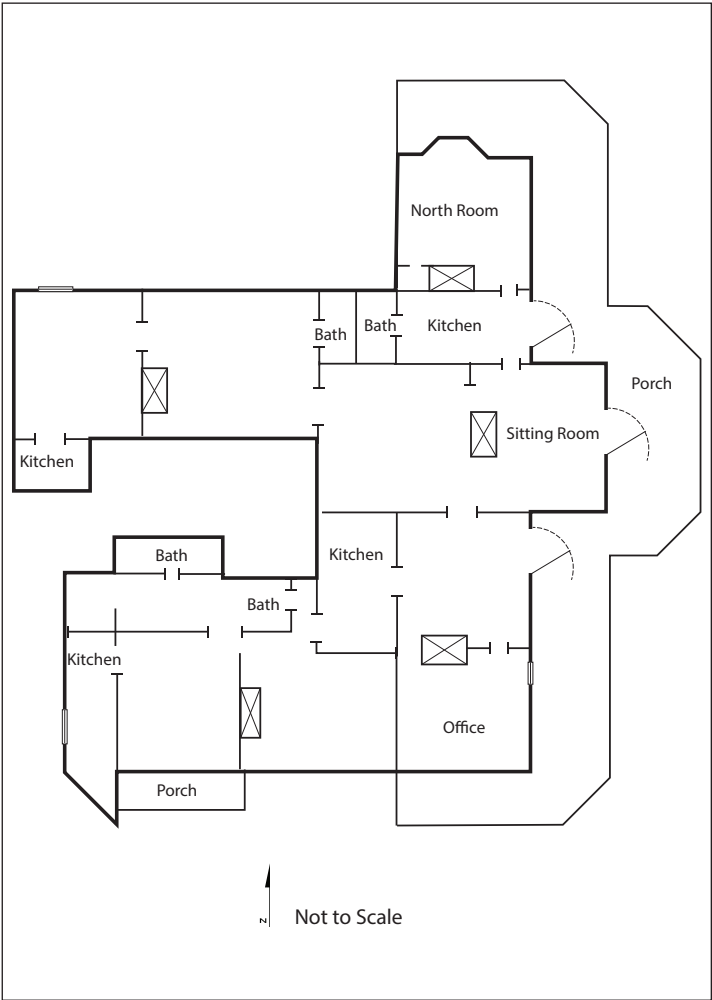 North Room
Bath
Bath
Kitchen
Porch
Sitting Room
Kitchen
Bath
Kitchen
Bath
Kitchen
Office
Porch
N
Not to Scale